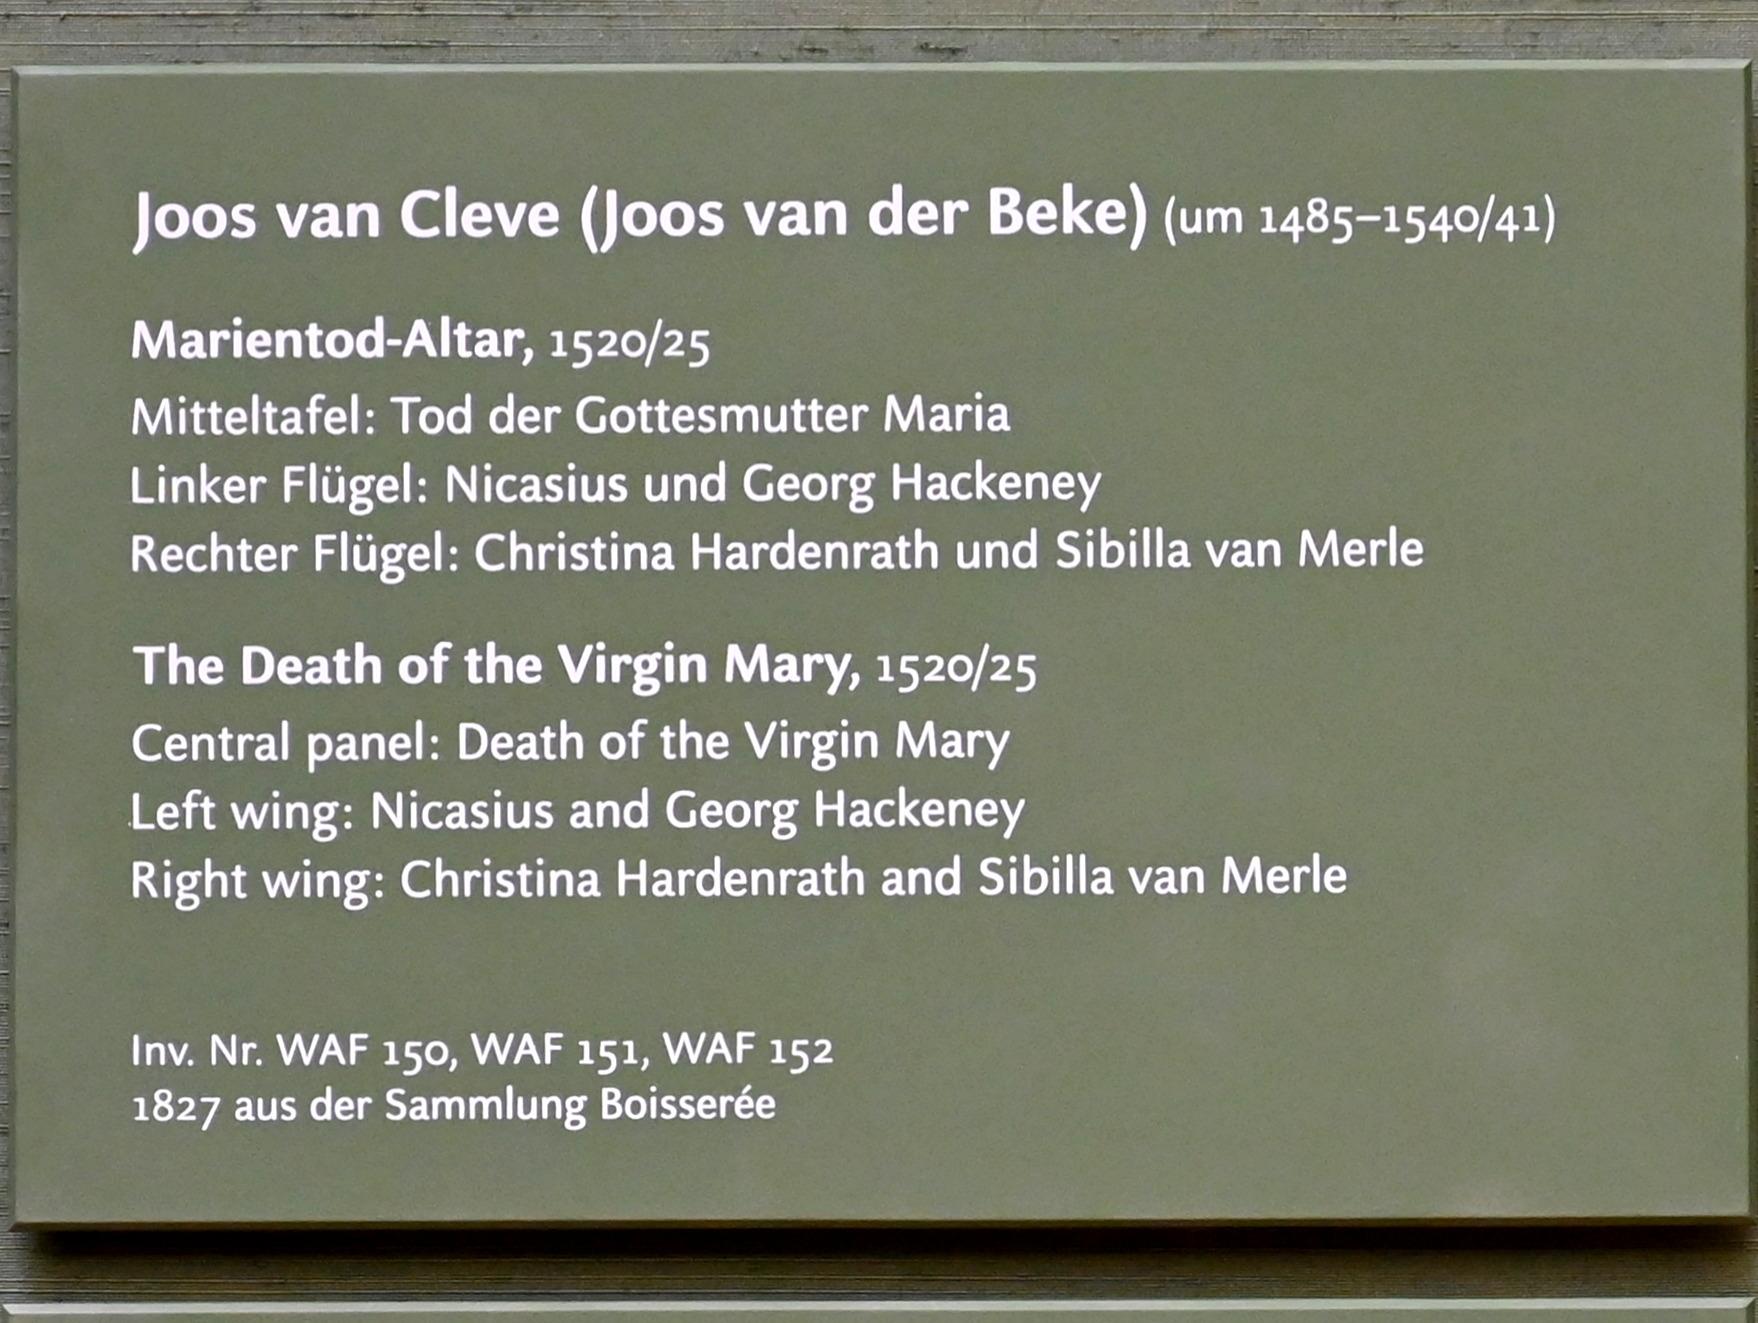 Joos van Cleve (Joos van der Beke) (um 1485–1540/41)
Marientod-Altar, 1520/25
Mitteltafel: Tod der Gottesmutter Maria
Linker Flügel: Nicasius und Georg Hackeney
Rechter Flügel: Christina Hardenrath und Sibilla van Merle
The Death of the Virgin Mary, 1520/25
Central panel: Death of the Virgin Mary
Left wing: Nicasius and Georg Hackeney
Right wing: Christina Hardenrath and Sibilla van Merle
Inv. Nr. WAF 150, WAF 151, WAF 152
1827 aus der Sammlung Boisserée